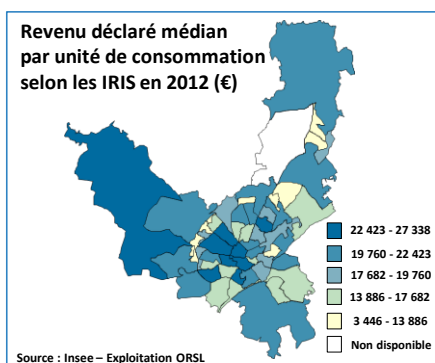 Revenu déclaré médian
par unité de consommation
selon les IRIS en 2012 (€)
22 423 - 27 338
19 760 - 22 423
17 682 - 19 760
13 886 - 17 682
3 446 - 13 886
Non disponible
Source : Insee – Exploitation ORSL